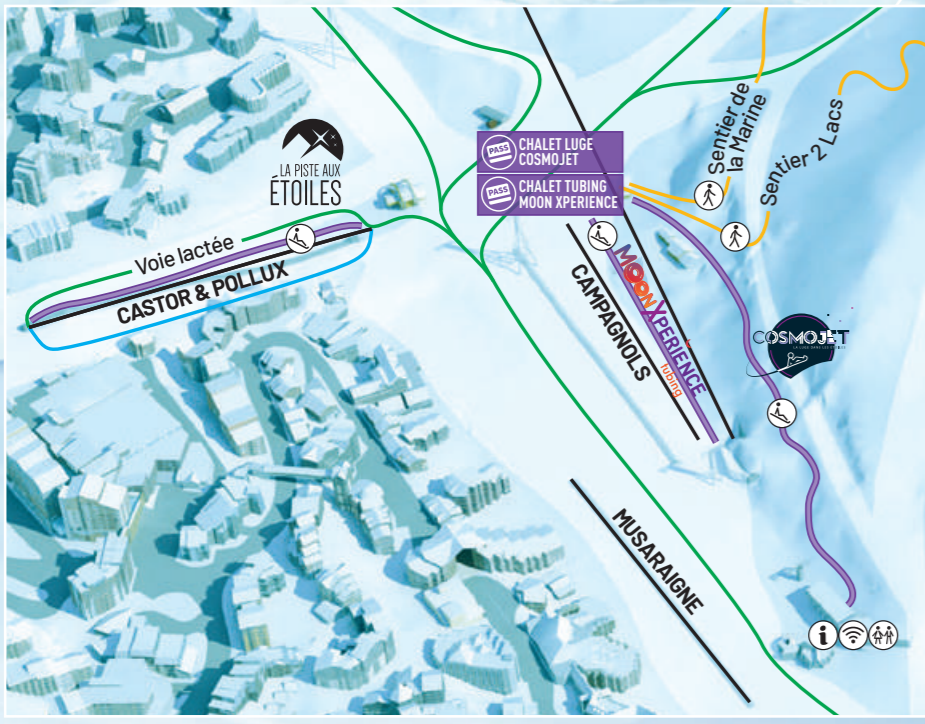 LA PISTE AUX
ÉTOILES
PASS
CHALET LUGE
COSMOJET
PASS
CHALET TUBING
MOON XPERIENCE
Sentier de
la Marine
Sentier 2 Lacs
Voie lactée
CASTOR & POLLUX
MOONXPERIENCE
tubing
CAMPAGNOLS
COSMOJET
MUSARAIGNE
i